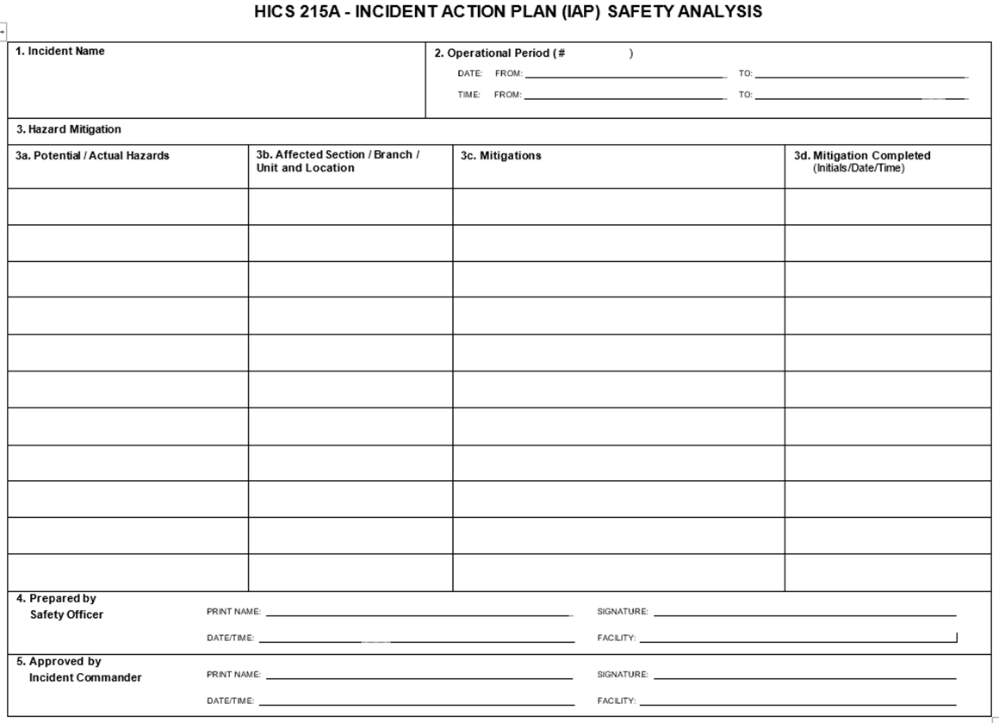 HICS 215A - INCIDENT ACTION PLAN (IAP) SAFETY ANALYSIS
1. Incident Name
2. Operational Period ( # )
DATE: FROM: TO:
TIME: FROM: TO:
3. Hazard Mitigation
3a. Potential / Actual Hazards
3b. Affected Section / Branch /
Unit and Location
3c. Mitigations
3d. Mitigation Completed
(Initials/Date/Time)
4. Prepared by
Safety Officer
PRINT NAME: SIGNATURE:
DATE/TIME: FACILITY:
5. Approved by
Incident Commander
PRINT NAME: SIGNATURE:
DATE/TIME: FACILITY: